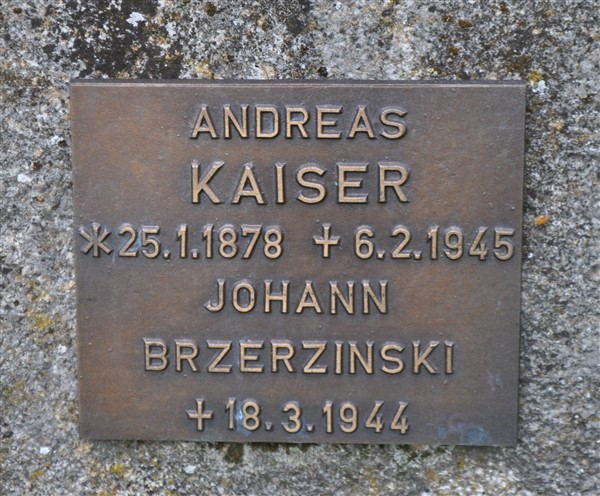 ANDREAS
KAISER
* 25.1.1878 + 6.2.1945
JOHANN
BRZERZINSKI
+ 18.3.1944